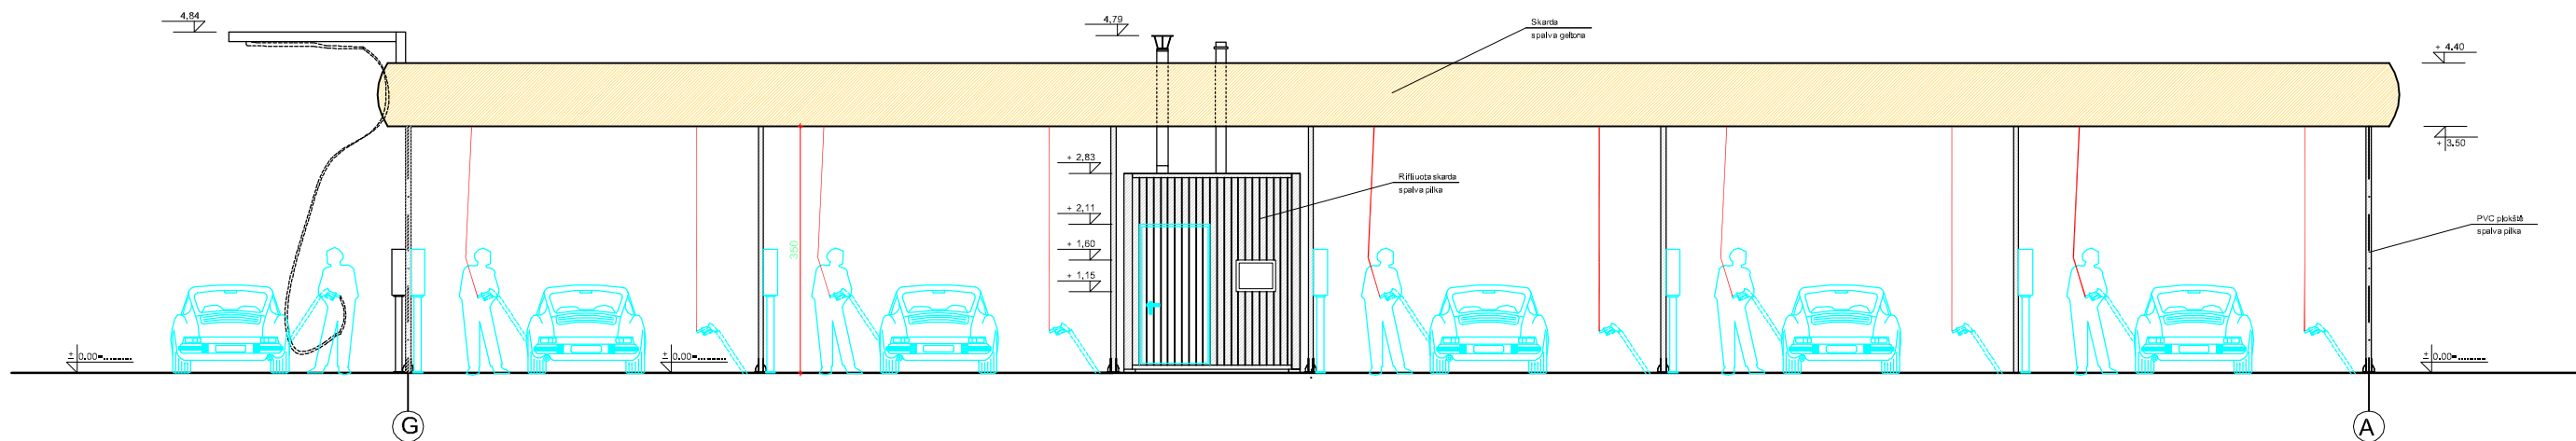 4,84
4,79
Skarda
spalva geltona
+ 4.40
+ 3.50
+ 2,83
Rifliuota skarda
spalva pilka
+ 2,11
PVC plokštė
spalva pilka
350
+ 1,60
+ 1,15
± 0.00=..........
± 0.00=..........
± 0.00=..........
G
A